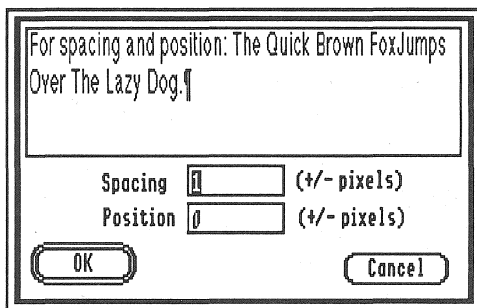 For spacing and position: The Quick Brown FoxJumps
Over The Lazy Dog.¶
Spacing 1 (+/- pixels)
Position 0 (+/- pixels)
OK Cancel